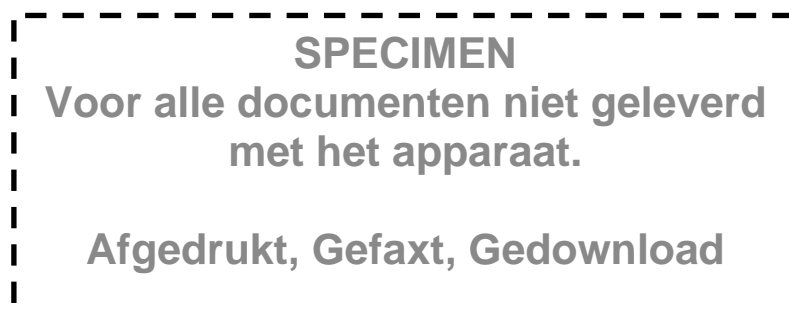 SPECIMEN
Voor alle documenten niet geleverd
met het apparaat.
Afgedrukt, Gefaxt, Gedownload